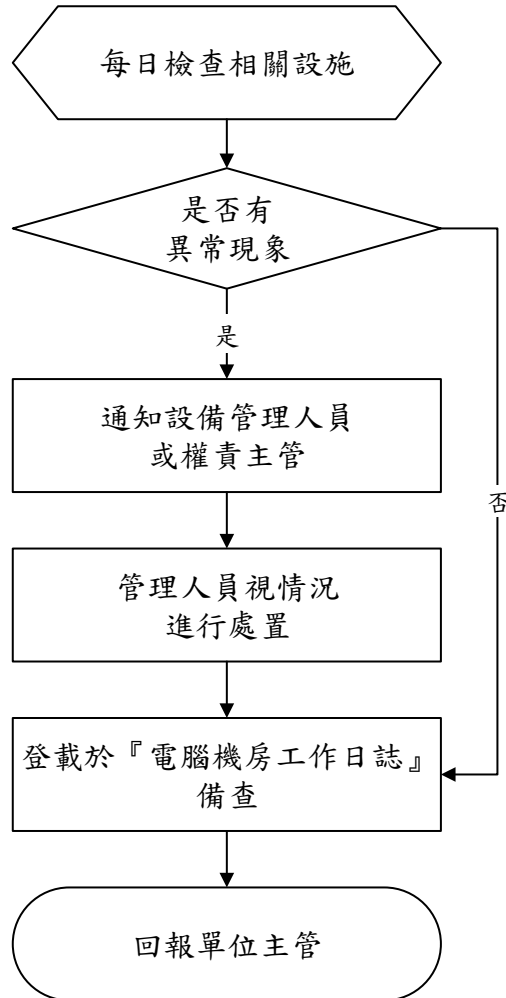 每日檢查相關設施
是否有
異常現象
是
通知設備管理人員
或權責主管
否
管理人員視情況
進行處置
登載於『電腦機房工作日誌』
備查
回報單位主管